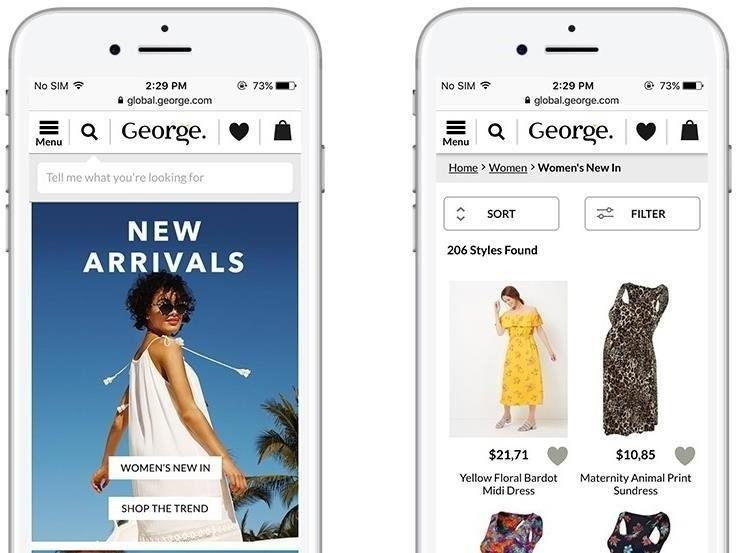 No SIM 2:29 PM 73%
global.george.com
Menu George.
Tell me what you're looking for
NEW
ARRIVALS
WOMEN'S NEW IN
SHOP THE TREND
No SIM 2:29 PM 73%
global.george.com
Menu George.
Home > Women > Women's New In
SORT FILTER
206 Styles Found
$21,71 $10,85
Yellow Floral Bardot
Midi Dress
Maternity Animal Print
Sundress